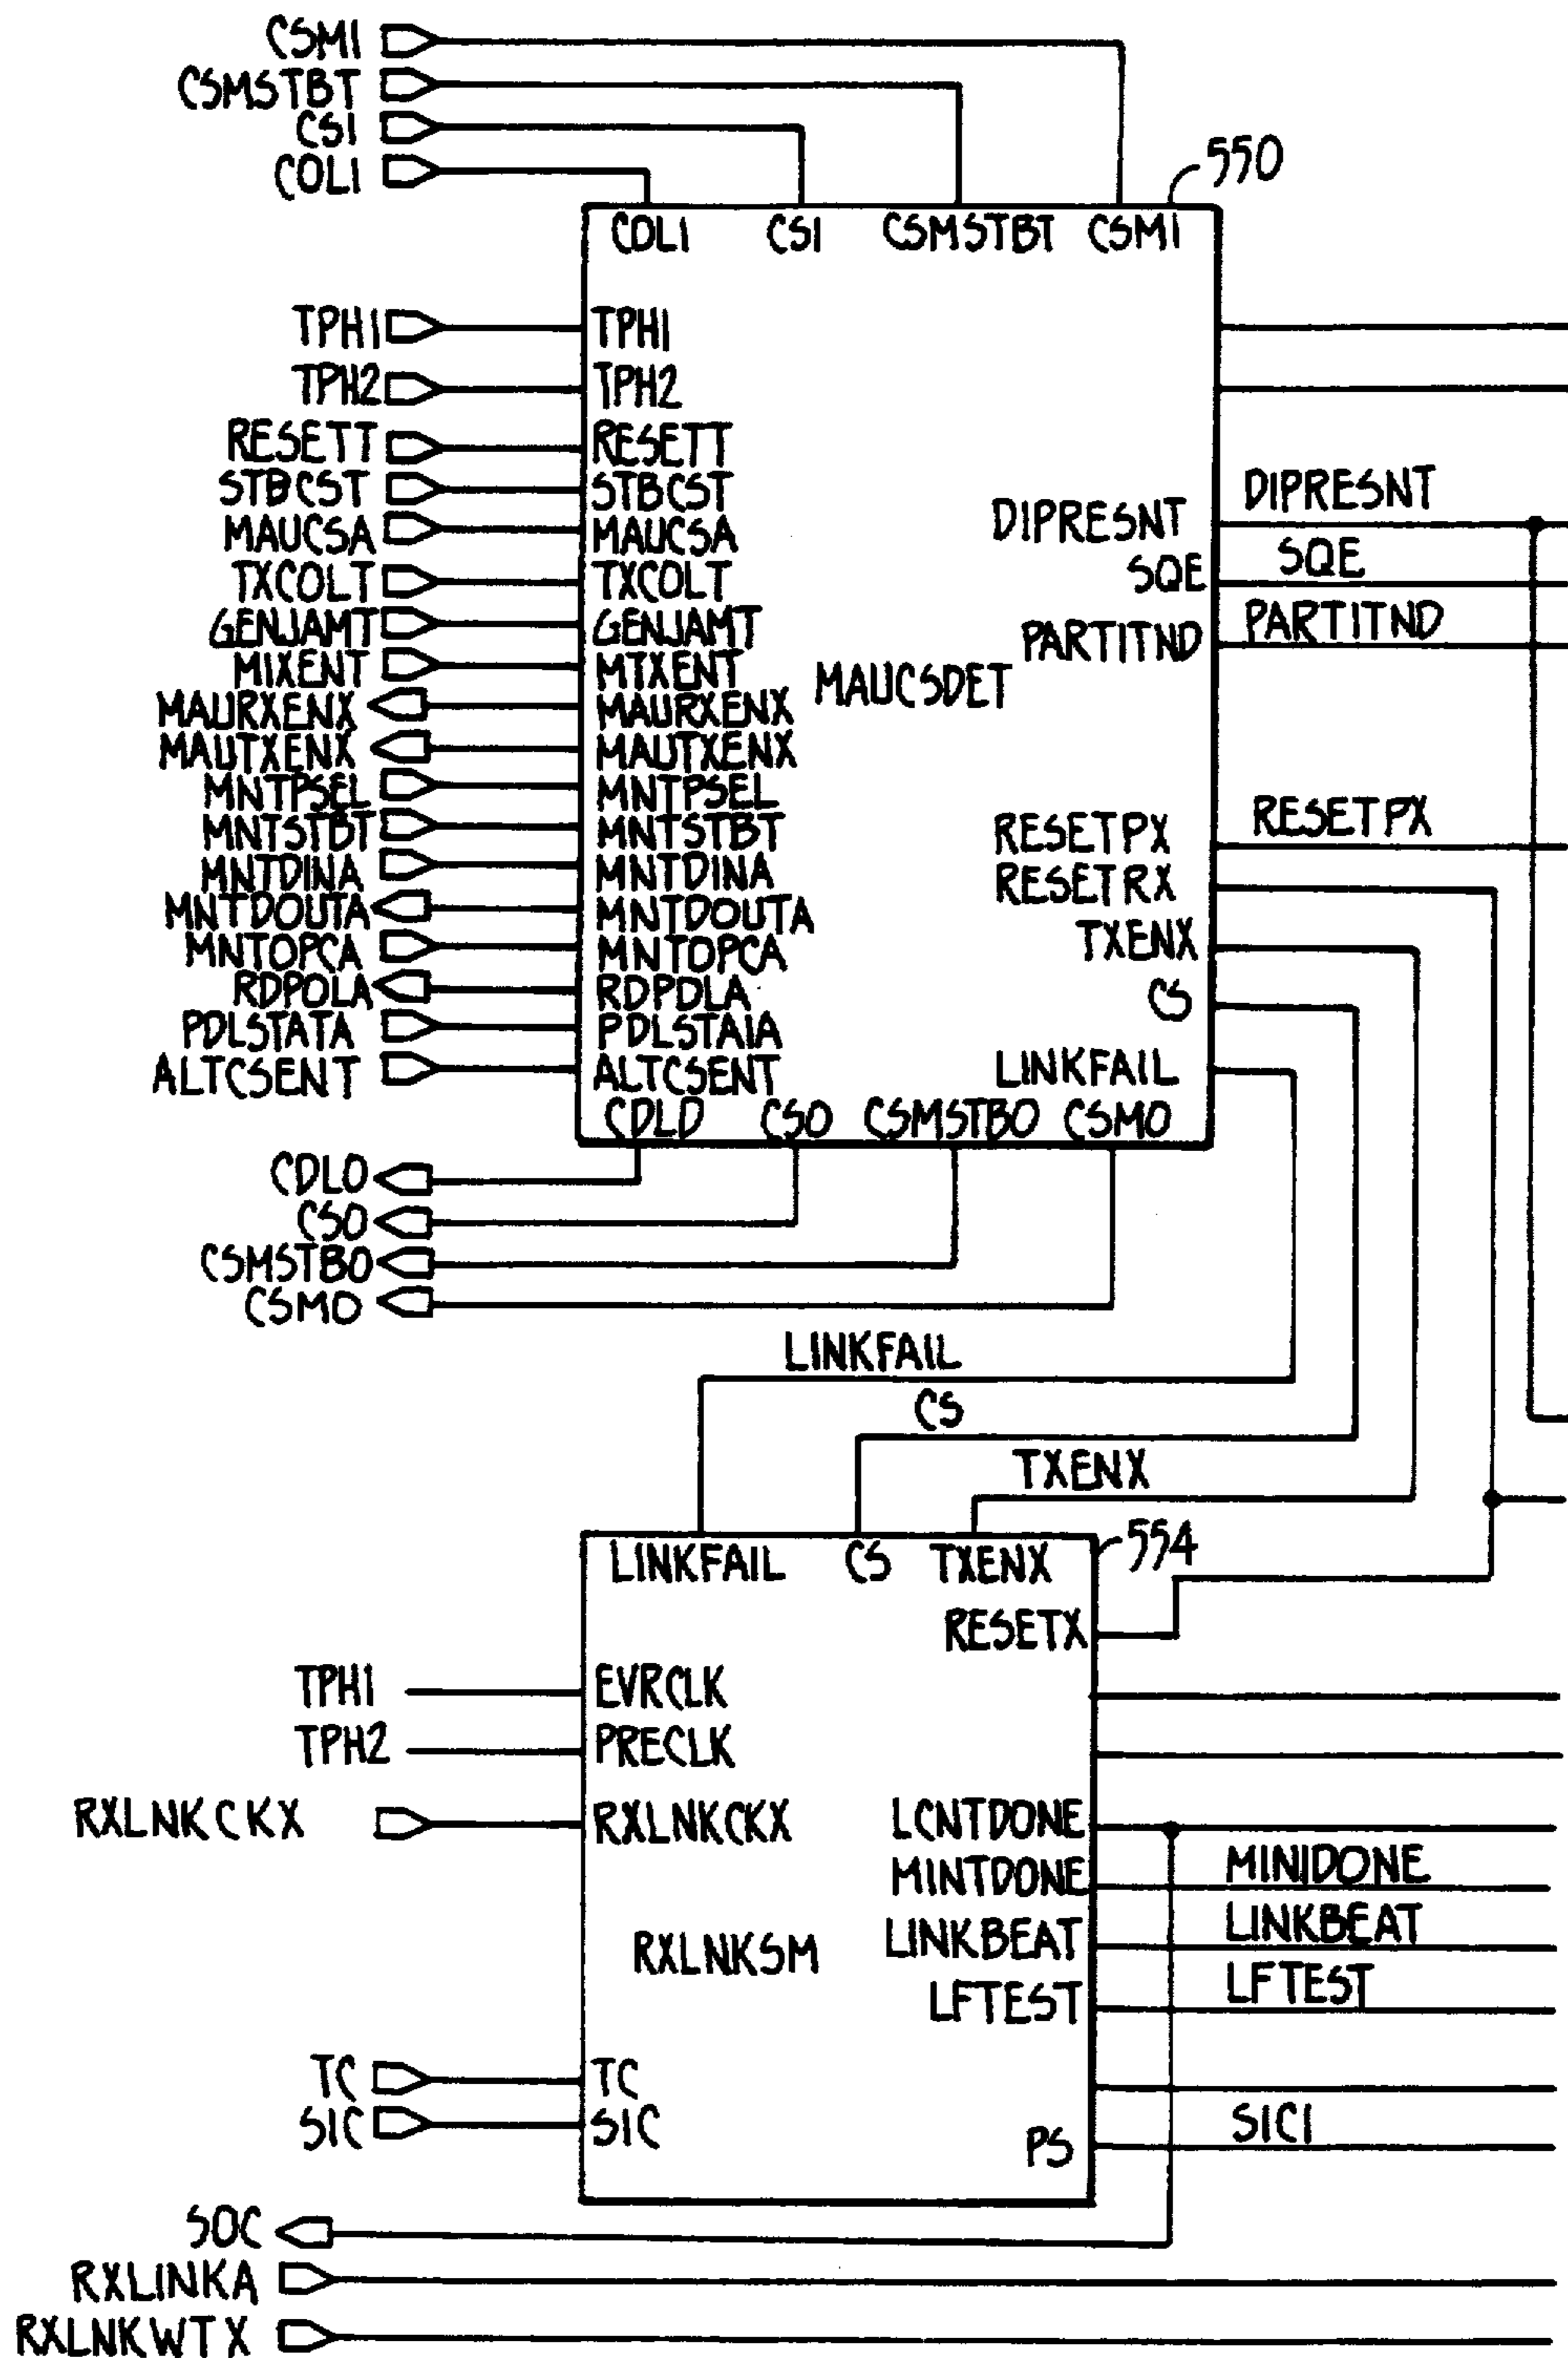 CSMI
CSMSTBT
CSI
COLI
550
COLI CSI CSMSTBT CSMI
TPH1 TPH1
TPH2 TPH2
RESETT RESETT
STBCST STBCST
DIPRESNT DIPRESNT
MAUCSA MAUCSA
SQE SQE
TXCOLT TXCOLT
GENJAMT GENJAMT
PARTITND PARTITND
MIXENT MTXENT
MAUCSDET
MAURXENX MAURXENX
MAUTXENX MAUTXENX
MNTPSEL MNTPSEL
MNTSTBT MNTSTBT
RESETPX RESETPX
MNTDINA MNTDINA
RESETRX
MNTDOUTA MNTDOUTA
TXENX
MNTOPCA MNTOPCA
RDPOLA RDPDLA
CS
PDLSTATA PDLSTAIA
ALTCSENT ALTCSENT
LINKFAIL
CDLD CSO CSMSTBO CSMO
CDLO
CSO
CSMSTBO
CSMO
LINKFAIL
CS
TXENX
554
LINKFAIL CS TXENX
RESETX
TPH1 EVRCLK
TPH2 PRECLK
RXLNKCKX RXLNKCKX LCNTDONE
MINTDONE MINIDONE
LINKBEAT LINKBEAT
RXLNKSM
LFTEST LFTEST
TC TC
SIC SIC
PS SICI
SOC
RXLINKA
RXLNKWTX